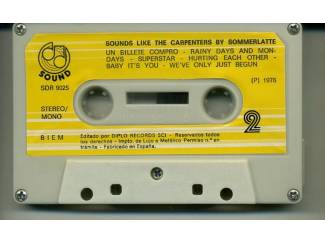 SOUNDS LIKE THE CARPENTERS BY SOMMERLATTE
UN BILLETE COMPRO - RAINY DAYS AND MON-
DAYS - SUPERSTAR - HURTING EACH OTHER -
BABY IT'S YOU - WE'VE ONLY JUST BEGUN
SOUND
SDR 9025
(P) 1976
STEREO/
MONO
BIEM
2
Editado por DIPLO RECORDS SCI - Reservados todos
los derechos - Impto. de Lujo a Metálico Permiso n.º en
trámite - Fabricado en España.